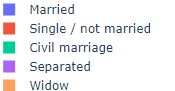 Married
Single / not married
Civil marriage
Separated
Widow